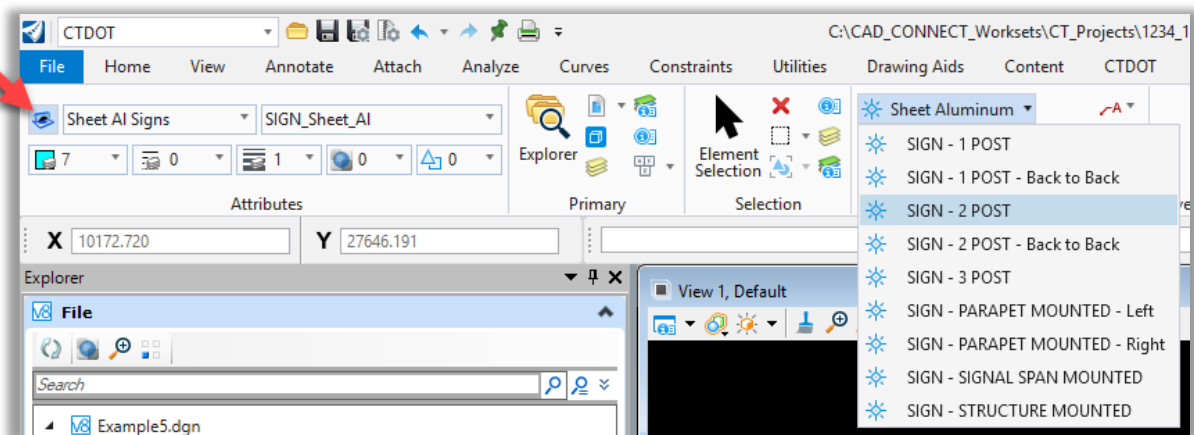 CTDOT
C:\CAD_CONNECT_Worksets\CT_Projects\1234_1
File Home View Annotate Attach Analyze Curves Constraints Utilities Drawing Aids Content CTDOT
Sheet Al Signs SIGN_Sheet_Al
7 0 1 0 0
Attributes
Explorer
Primary
Element
Selection
Selection
Sheet Aluminum A
SIGN - 1 POST
SIGN - 1 POST - Back to Back
SIGN - 2 POST
SIGN - 2 POST - Back to Back
SIGN - 3 POST
SIGN - PARAPET MOUNTED - Left
SIGN - PARAPET MOUNTED - Right
SIGN - SIGNAL SPAN MOUNTED
SIGN - STRUCTURE MOUNTED
X 10172.720 Y 27646.191
Explorer
V8 File
Search
V8 Example5.dgn
View 1, Default